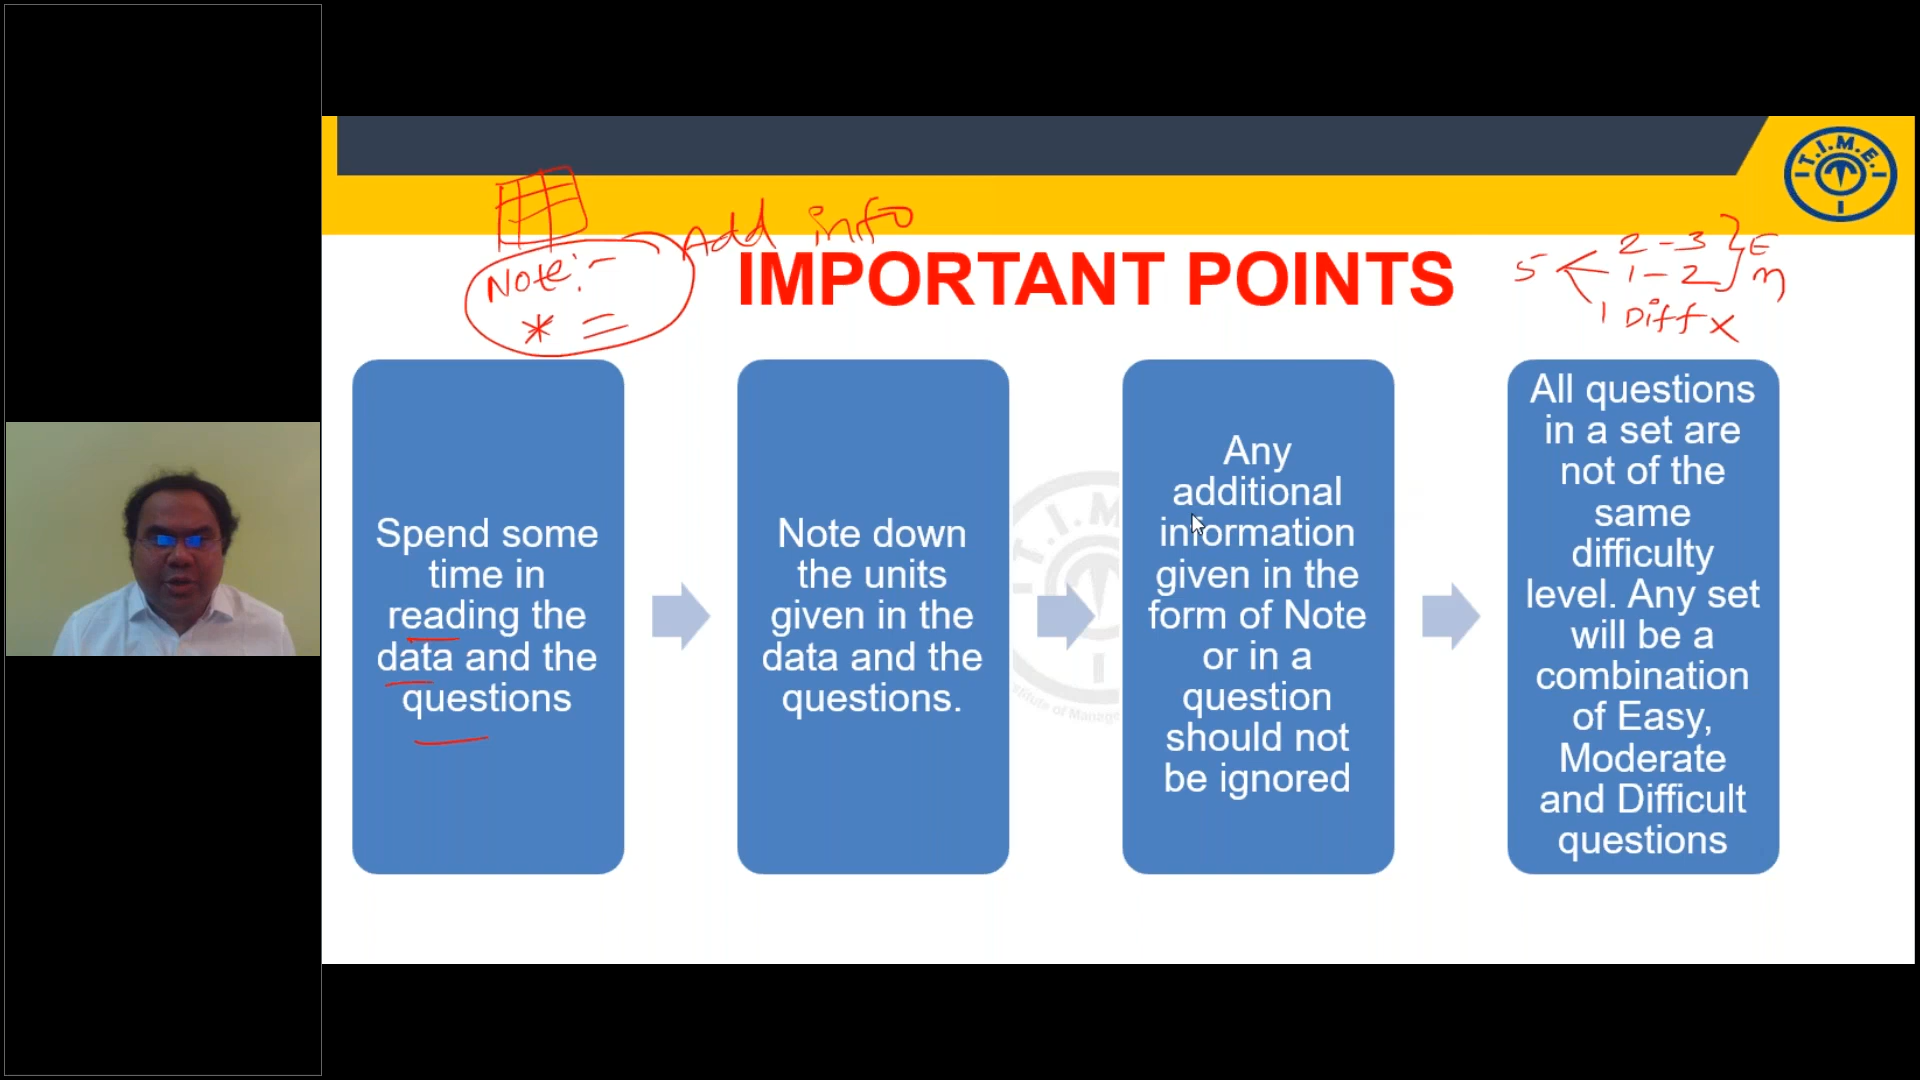 T.I.M.E.
Add info
Note:-
* =
IMPORTANT POINTS
5 2-3 } E
1-2 } m
1 Diff x
Spend some
time in
reading the
data and the
questions
Note down
the units
given in the
data and the
questions.
Any
additional
information
given in the
form of Note
or in a
question
should not
be ignored
All questions
in a set are
not of the
same
difficulty
level. Any set
will be a
combination
of Easy,
Moderate
and Difficult
questions
T.I.M
stitute of Manage